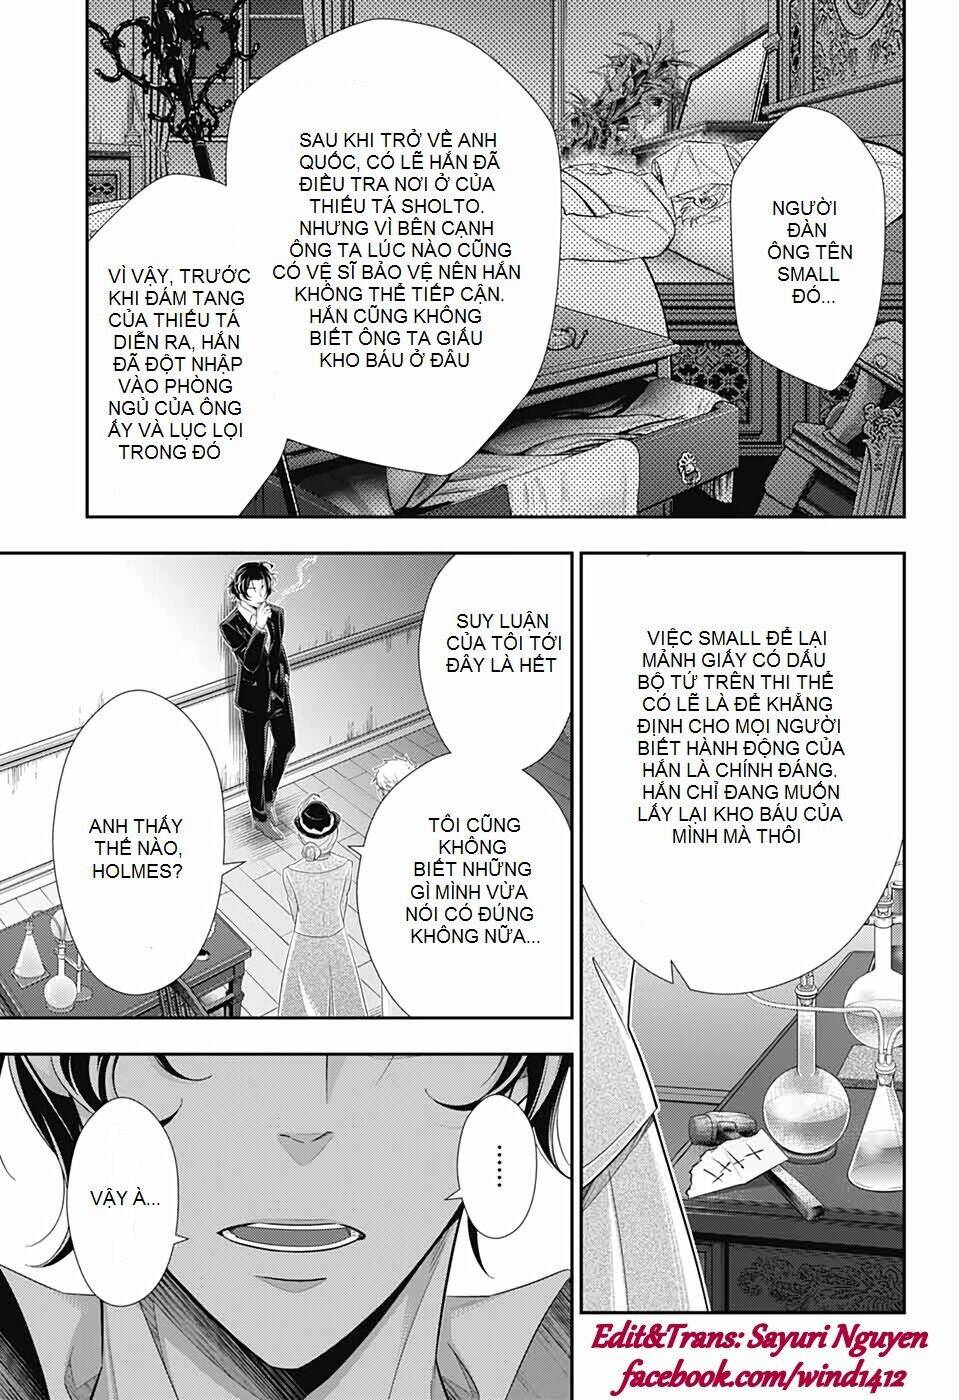 NGƯỜI
ĐÀN
ÔNG TÊN
SMALL
ĐÓ...
SAU KHI TRỞ VỀ ANH
QUỐC, CÓ LẼ HẮN ĐÃ
ĐIỀU TRA NƠI Ở CỦA
THIẾU TÁ SHOLTO.
NHƯNG VÌ BÊN CẠNH
ÔNG TA LÚC NÀO CŨNG
CÓ VỆ SĨ BẢO VỆ NÊN HẮN
KHÔNG THỂ TIẾP CẬN.
HẮN CŨNG KHÔNG
BIẾT ÔNG TA GIẤU
KHO BÁU Ở ĐÂU
VÌ VẬY, TRƯỚC
KHI ĐÁM TANG
CỦA THIẾU TÁ
DIỄN RA, HẮN
ĐÃ ĐỘT NHẬP
VÀO PHÒNG
NGỦ CỦA ÔNG
ẤY VÀ LỤC LỌI
TRONG ĐÓ
VIỆC SMALL ĐỂ LẠI
MẢNH GIẤY CÓ DẤU
BỘ TỨ TRÊN THI THỂ
CÓ LẼ LÀ ĐỂ KHẲNG
ĐỊNH CHO MỌI NGƯỜI
BIẾT HÀNH ĐỘNG CỦA
HẮN LÀ CHÍNH ĐÁNG.
HẮN CHỈ ĐANG MUỐN
LẤY LẠI KHO BÁU CỦA
MÌNH MÀ THÔI
SUY LUẬN
CỦA TÔI TỚI
ĐÂY LÀ HẾT
TÔI CŨNG
KHÔNG
BIẾT NHỮNG
GÌ MÌNH VỪA
NÓI CÓ ĐÚNG
KHÔNG NỮA...
ANH THẤY
THẾ NÀO,
HOLMES?
......
VẬY À...
Edit&Trans: Sayuri Nguyen
facebook.com/wind1412